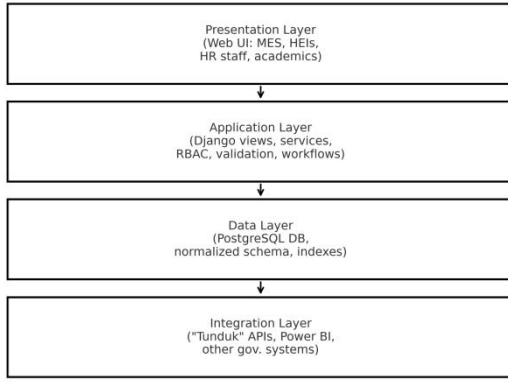 Presentation Layer
(Web UI: MES, HEIs,
HR staff, academics)
Application Layer
(Django views, services,
RBAC, validation, workflows)
Data Layer
(PostgreSQL DB,
normalized schema, indexes)
Integration Layer
("Tunduk" APIs, Power BI,
other gov. systems)